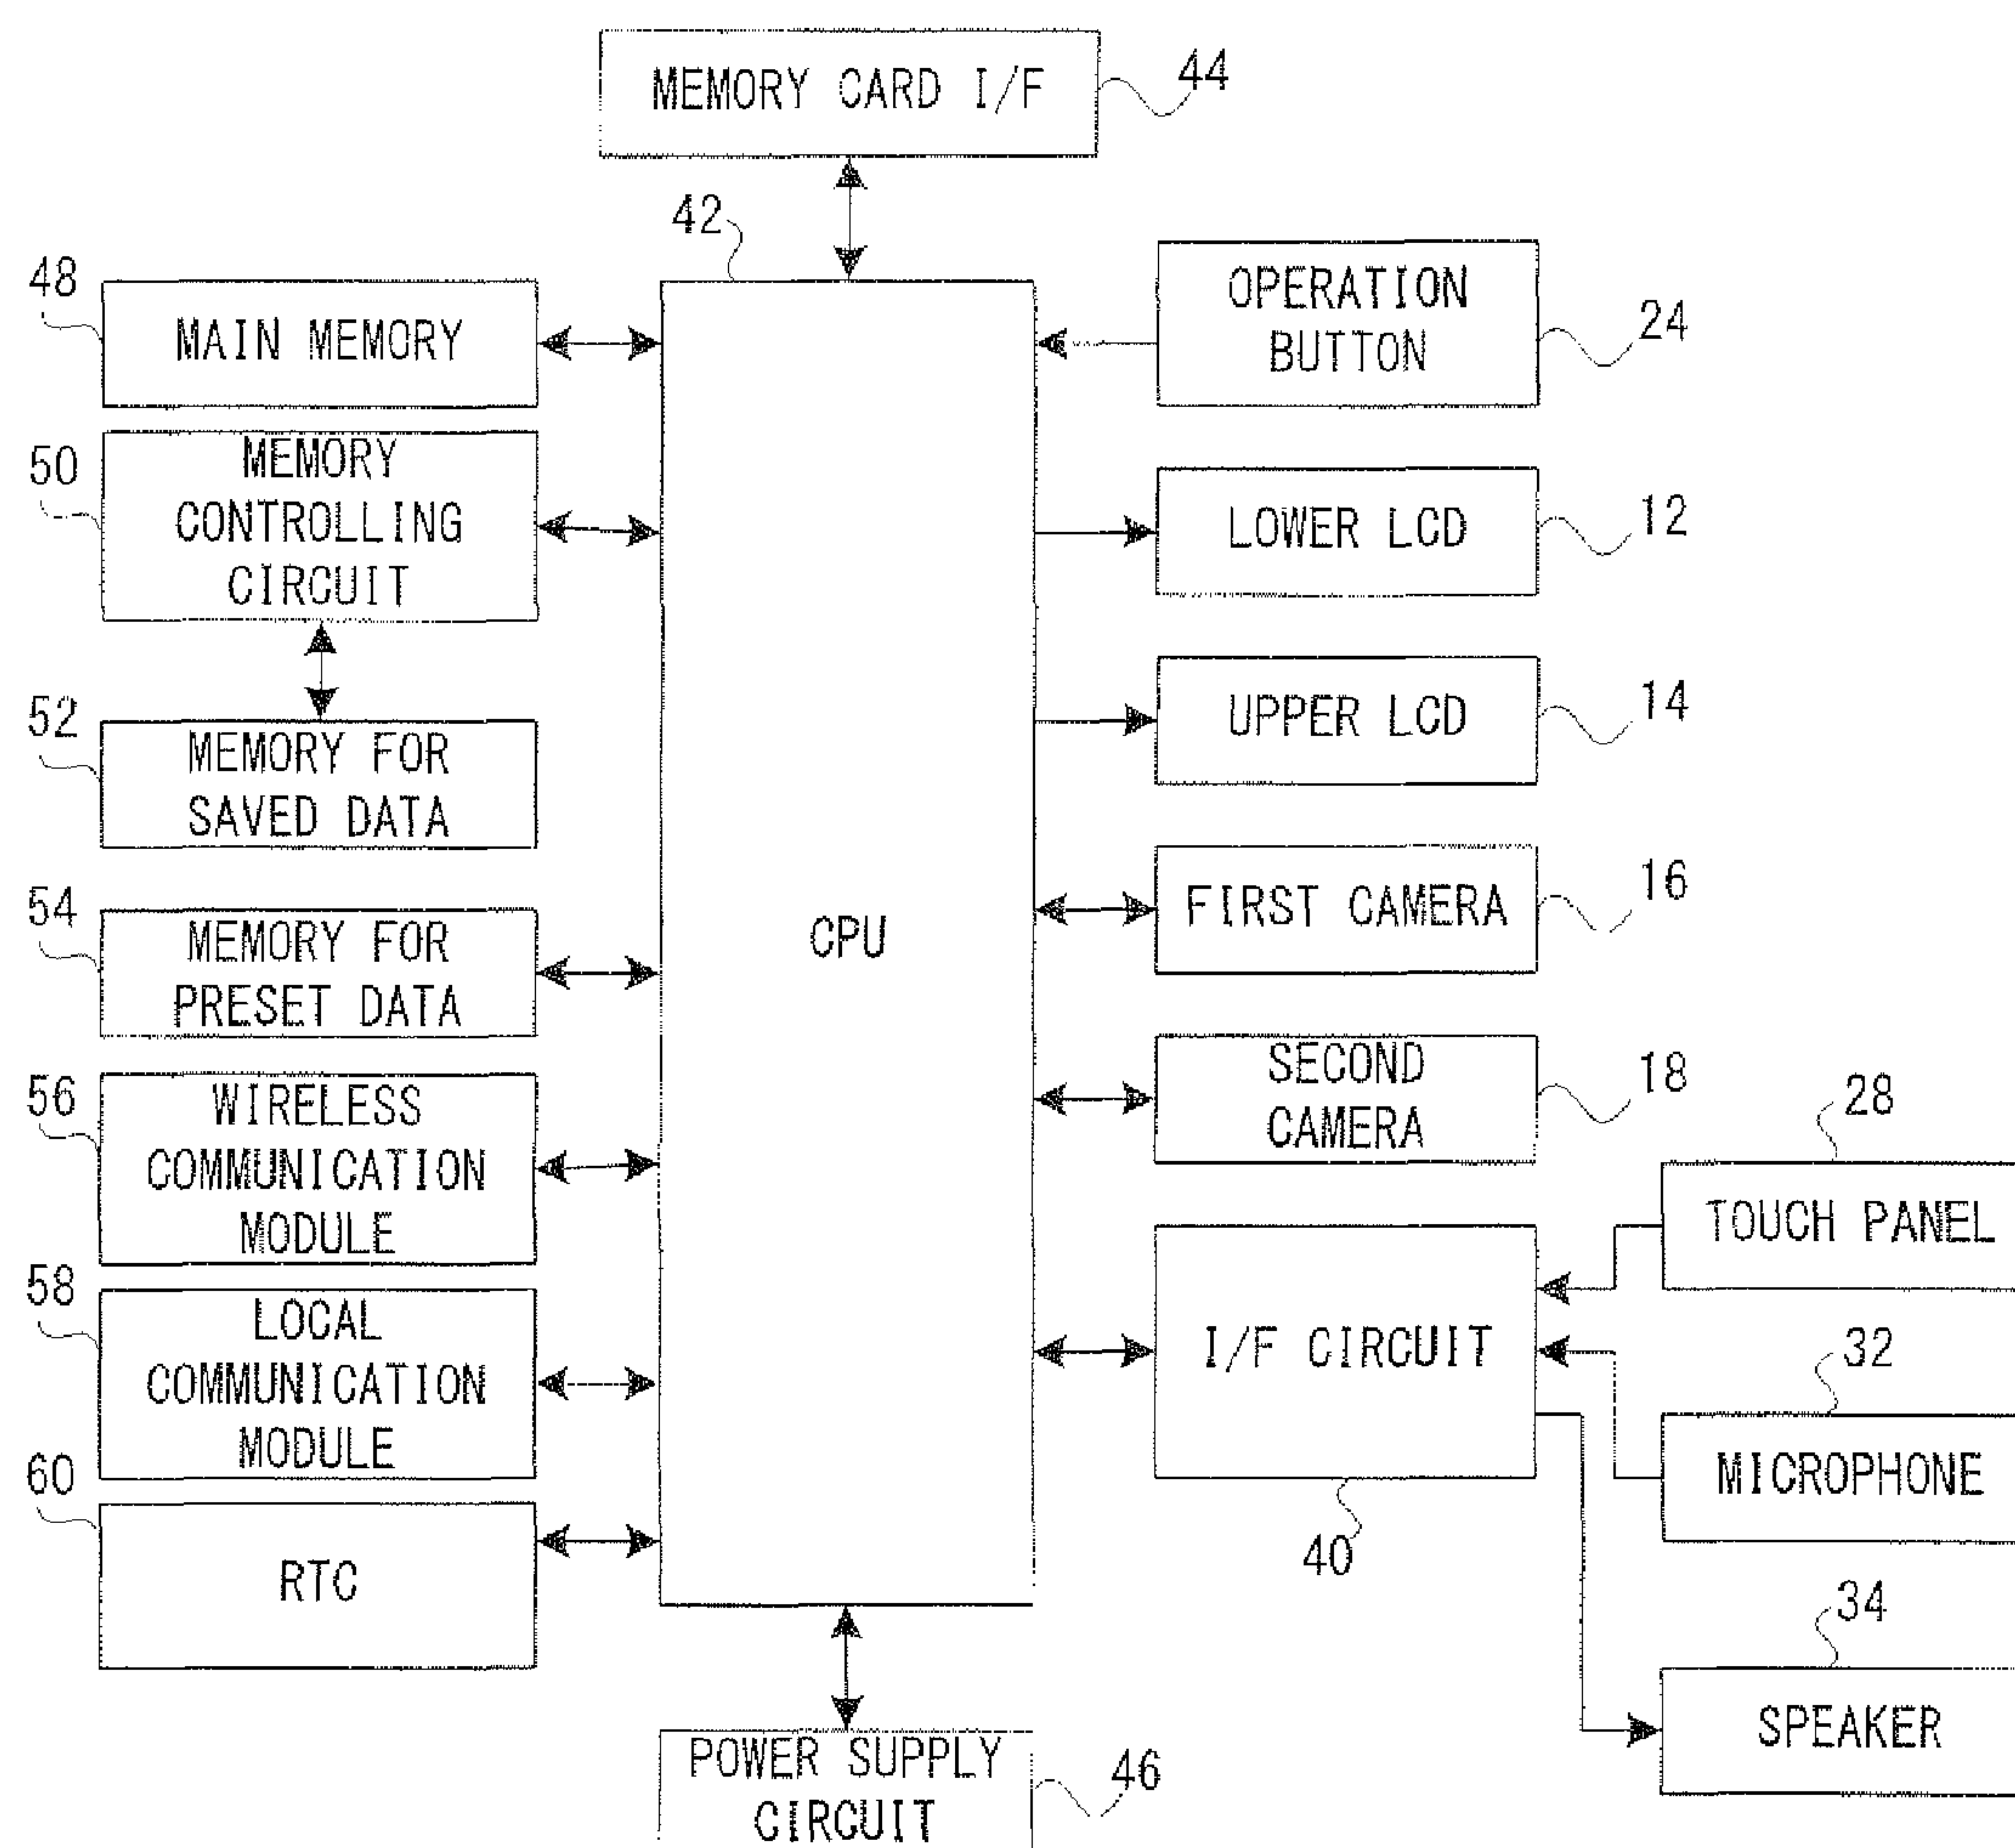 MEMORY CARD I/F
44
42
48
MAIN MEMORY
OPERATION
BUTTON
24
50
MEMORY
CONTROLLING
CIRCUIT
LOWER LCD
12
52
MEMORY FOR
SAVED DATA
UPPER LCD
14
54
MEMORY FOR
PRESET DATA
CPU
FIRST CAMERA
16
56
WIRELESS
COMMUNICATION
MODULE
SECOND
CAMERA
18
28
TOUCH PANEL
58
LOCAL
COMMUNICATION
MODULE
I/F CIRCUIT
40
32
MICROPHONE
60
RTC
34
SPEAKER
POWER SUPPLY
CIRCUIT
46